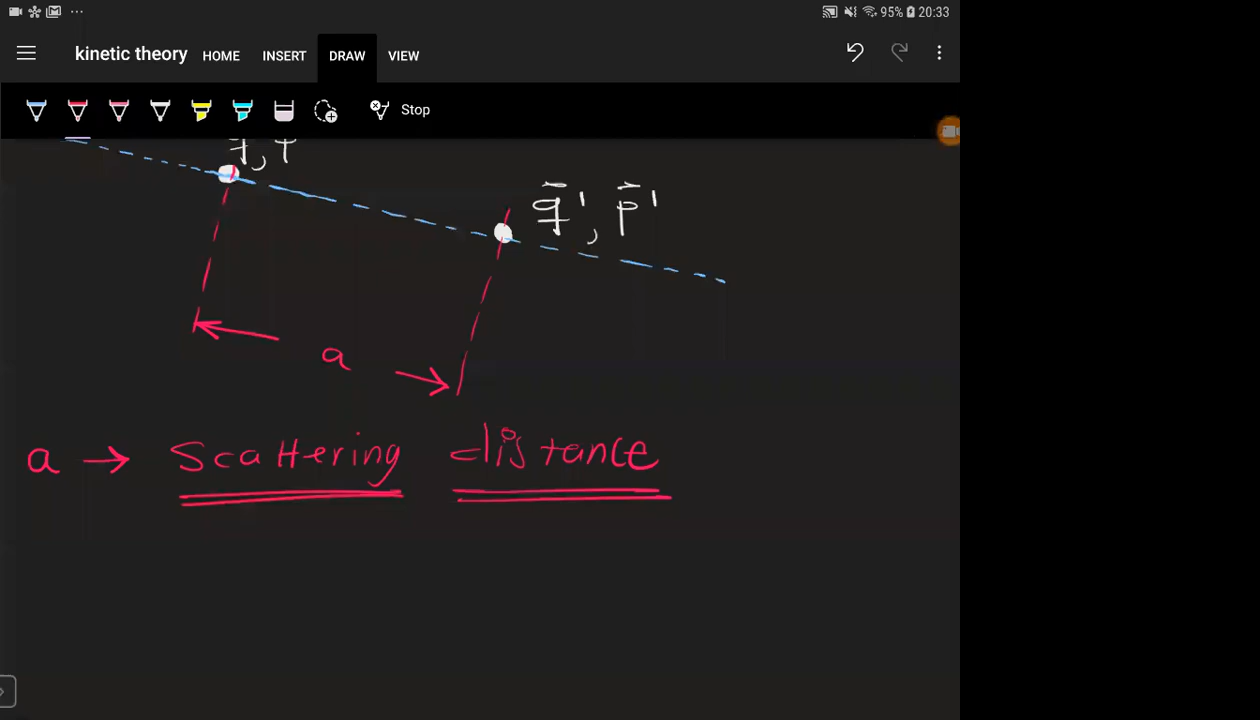 95% 20:33
kinetic theory HOME INSERT DRAW VIEW
Stop
q⃗', p⃗'
a
a → Scattering distance